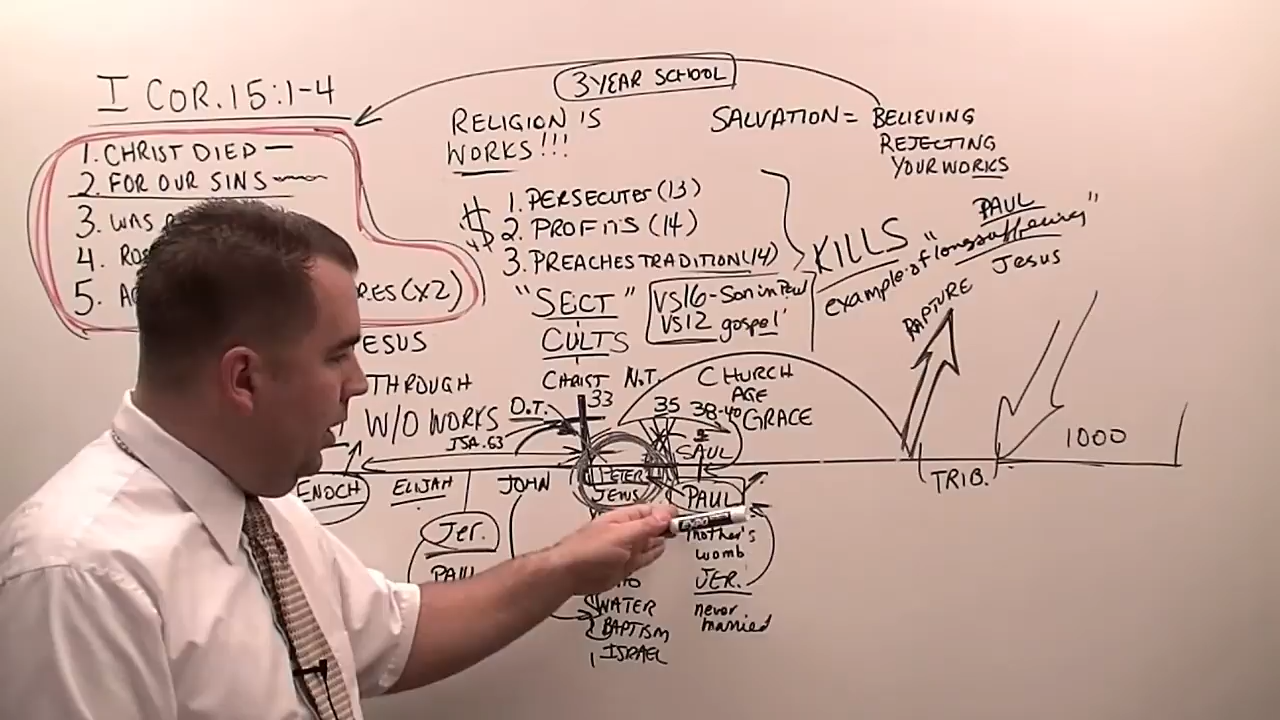 I COR. 15:1-4
1. CHRIST DIED —
2. FOR OUR SINS
3. WAS
4.
5.
RES (X2)
3 YEAR SCHOOL
RELIGION IS
WORKS!!!
SALVATION = BELIEVING
REJECTING
YOUR WORKS
$
1. PERSECUTES (13)
2. PROFITS (14)
3. PREACHES TRADITION (14)
KILLS
"SECT"
CULTS
VS16 - Son in Paul
VS12 gospel
PAUL
example of "longsuffering"
Jesus
ESUS
THROUGH
W/O WORKS
ISA. 63
O.T.
CHRIST
33
N.T.
CHURCH
AGE
GRACE
35
38-40
SAUL
RAPTURE
TRIB.
1000
ENOCH
ELIJAH
JOHN
PETER
JEWS
PAUL
Jer.
PAUL
mother's
womb
JER.
never
married
WATER
BAPTISM
ISRAEL
EXPO